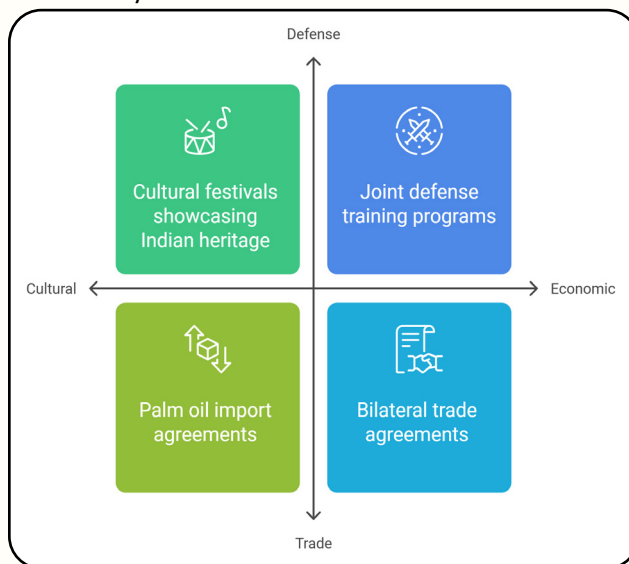 Defense
Cultural festivals
showcasing
Indian heritage
Joint defense
training programs
Cultural
Economic
Palm oil import
agreements
Bilateral trade
agreements
Trade